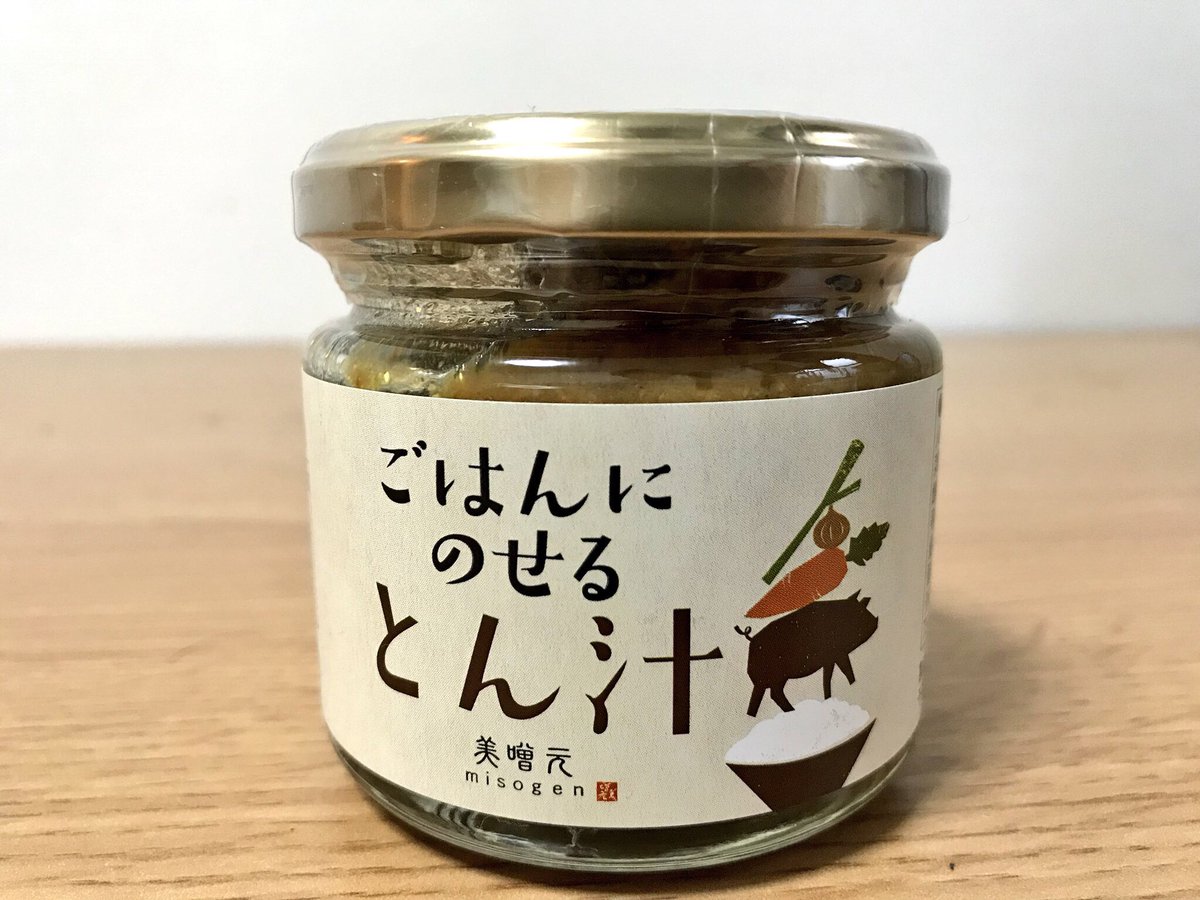 ごはんに
のせる
とん汁
美噌元
misogen